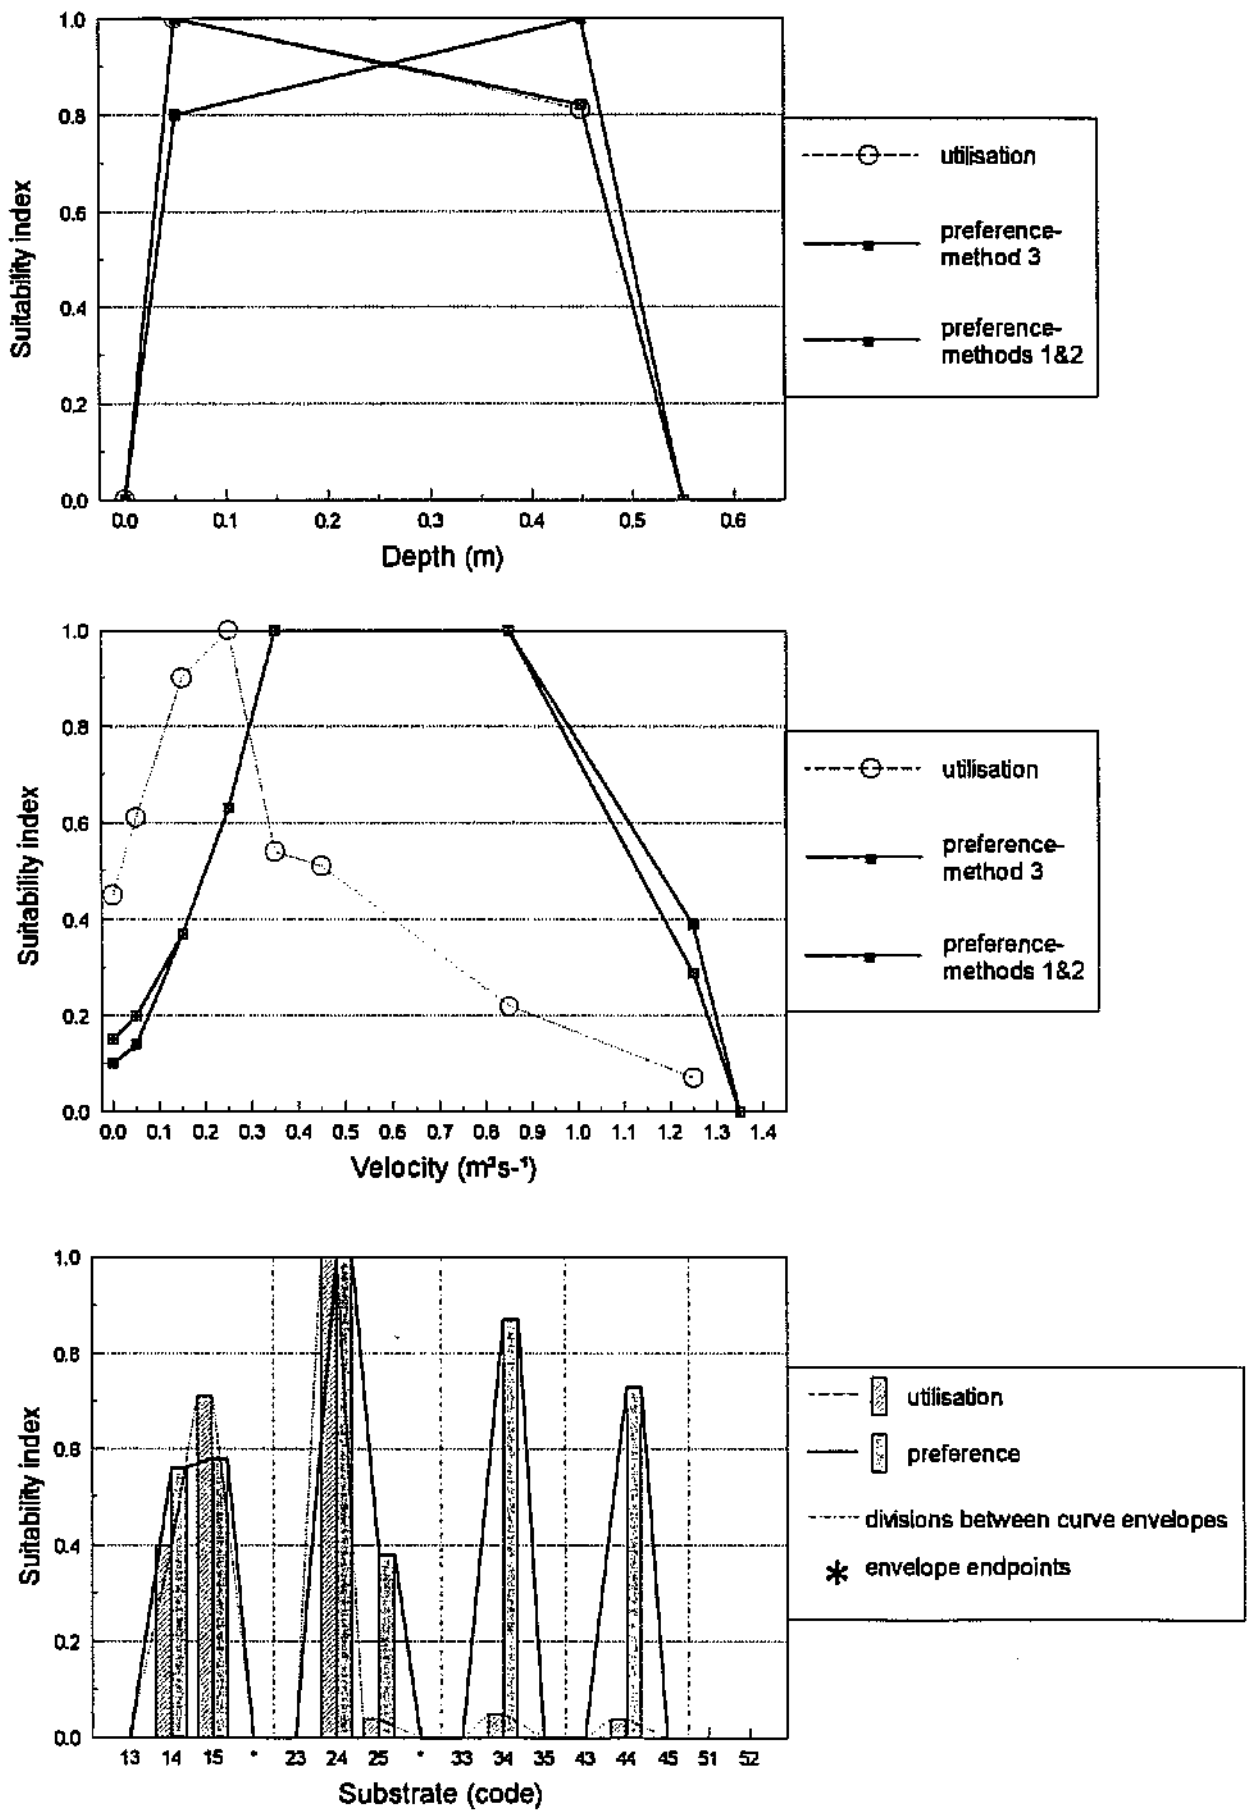 1.0
0.8
0.6
0.4
0.2
0.0
Suitability index
0.0 0.1 0.2 0.3 0.4 0.5 0.6
Depth (m)
utilisation
preference-
method 3
preference-
methods 1&2
1.0
0.8
0.6
0.4
0.2
0.0
Suitability index
0.0 0.1 0.2 0.3 0.4 0.5 0.6 0.7 0.8 0.9 1.0 1.1 1.2 1.3 1.4
Velocity (m³s-¹)
utilisation
preference-
method 3
preference-
methods 1&2
1.0
0.8
0.6
0.4
0.2
0.0
Suitability index
13 14 15 * 23 24 25 * 33 34 35 43 44 45 51 52
Substrate (code)
utilisation
preference
divisions between curve envelopes
* envelope endpoints